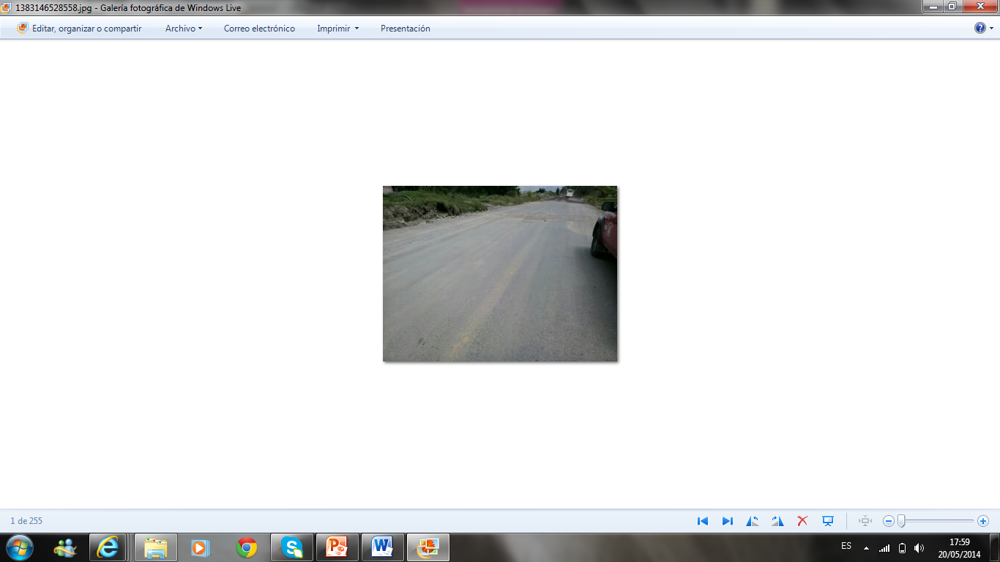 1383146528558.jpg - Galería fotográfica de Windows Live
Editar, organizar o compartir Archivo Correo electrónico Imprimir Presentación
1 de 255
ES 17:59
20/05/2014